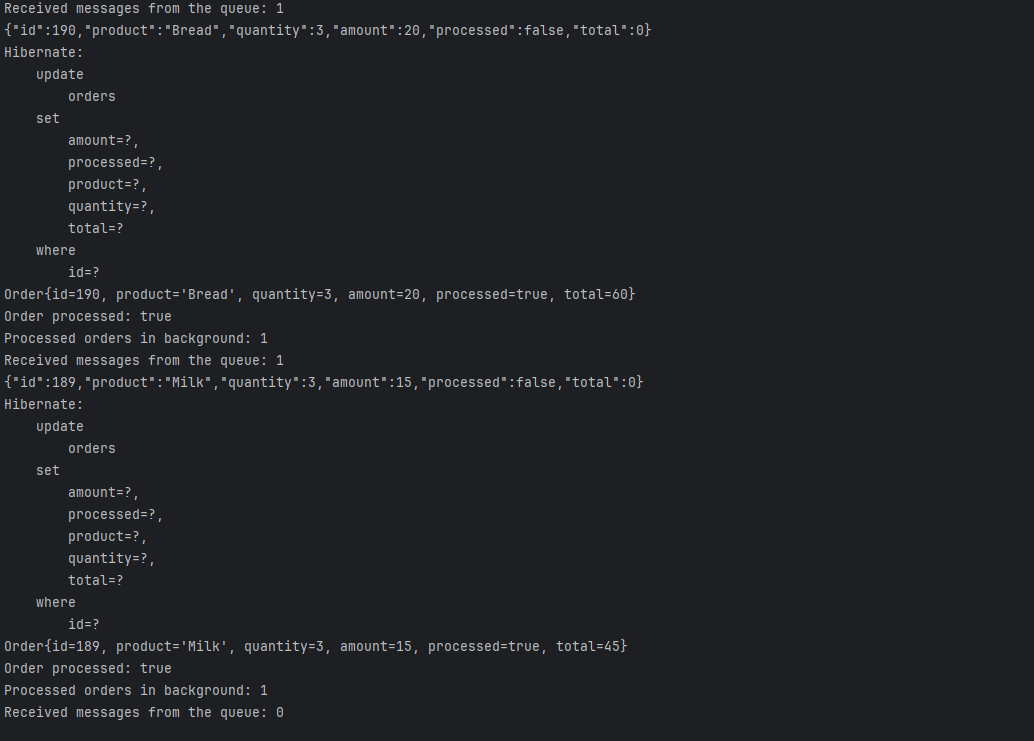 Received messages from the queue: 1
{"id":190,"product":"Bread","quantity":3,"amount":20,"processed":false,"total":0}
Hibernate:
    update
        orders
    set
        amount=?,
        processed=?,
        product=?,
        quantity=?,
        total=?
    where
        id=?
Order{id=190, product='Bread', quantity=3, amount=20, processed=true, total=60}
Order processed: true
Processed orders in background: 1
Received messages from the queue: 1
{"id":189,"product":"Milk","quantity":3,"amount":15,"processed":false,"total":0}
Hibernate:
    update
        orders
    set
        amount=?,
        processed=?,
        product=?,
        quantity=?,
        total=?
    where
        id=?
Order{id=189, product='Milk', quantity=3, amount=15, processed=true, total=45}
Order processed: true
Processed orders in background: 1
Received messages from the queue: 0